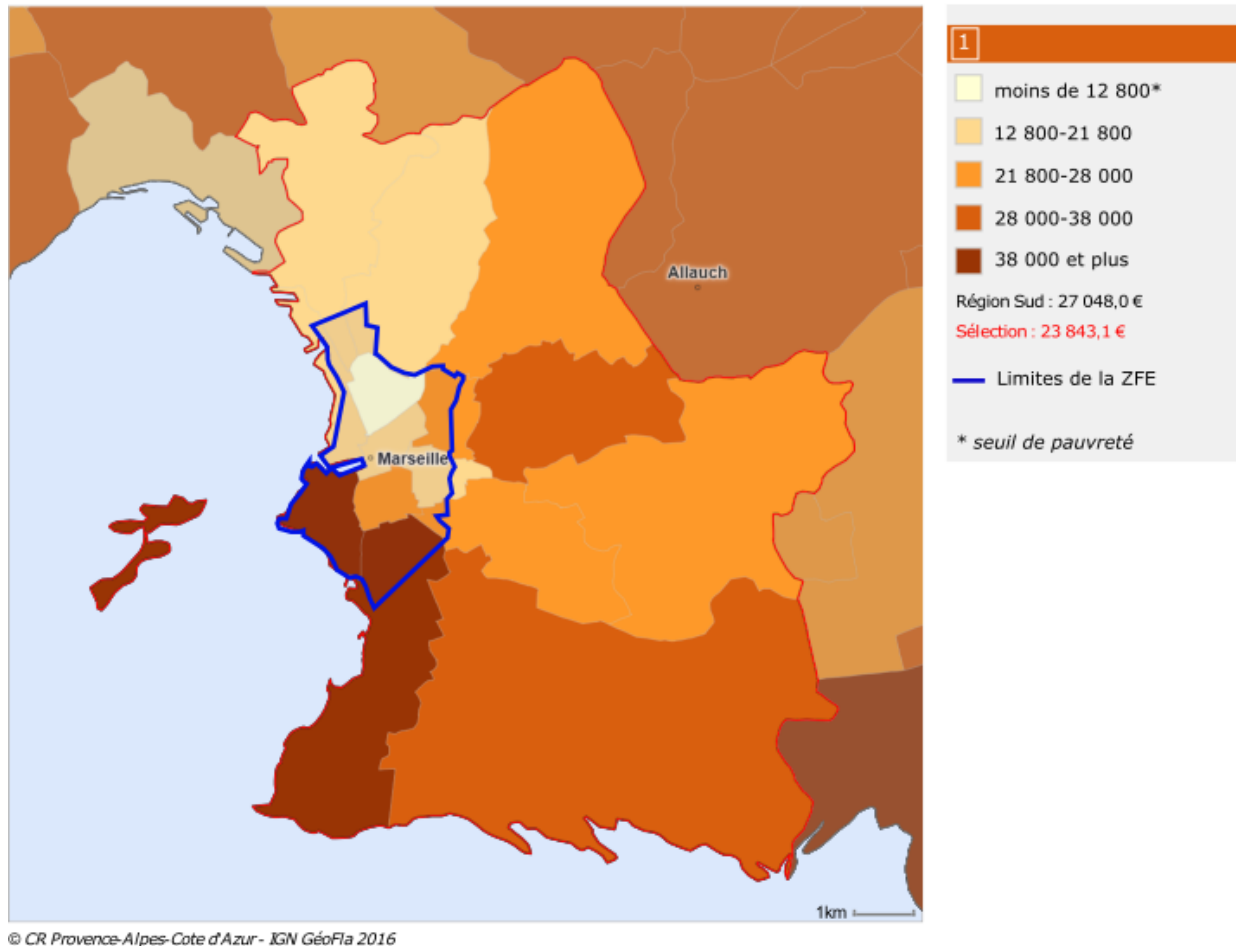 Allauch
Marseille
1km
1
moins de 12 800*
12 800-21 800
21 800-28 000
28 000-38 000
38 000 et plus
Région Sud : 27 048,0 €
Sélection : 23 843,1 €
Limites de la ZFE
* seuil de pauvreté
© CR Provence-Alpes-Cote d'Azur - IGN GéoFla 2016